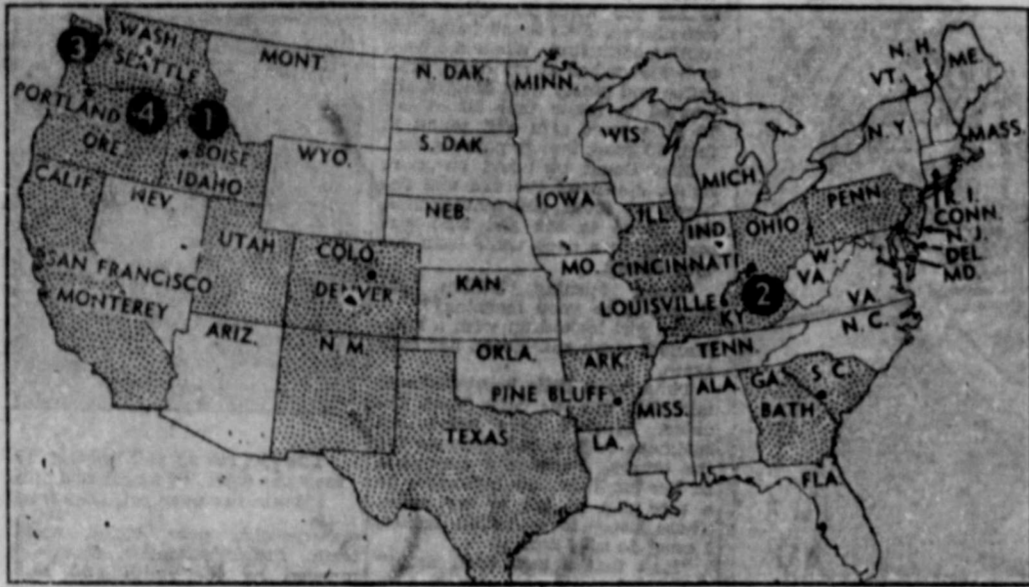 WASH.
3
SEATTLE
MONT.
N. DAK.
MINN.
N. H.
ME.
VT.
PORTLAND
4
1
ORE.
BOISE
IDAHO
WYO.
S. DAK.
WIS.
MICH.
N.Y.
MASS.
CALIF.
NEV.
UTAH
COLO.
DENVER
NEB.
IOWA
ILL.
IND.
OHIO
PENN.
R. I.
CONN.
N. J.
DEL.
MD.
SAN FRANCISCO
MONTEREY
KAN.
MO.
CINCINNATI
LOUISVILLE
KY.
2
W.
VA.
VA.
ARIZ.
N. M.
OKLA.
ARK.
TENN.
N.C.
PINE BLUFF
MISS.
ALA.
GA.
S C.
BATH
TEXAS
LA.
FLA.